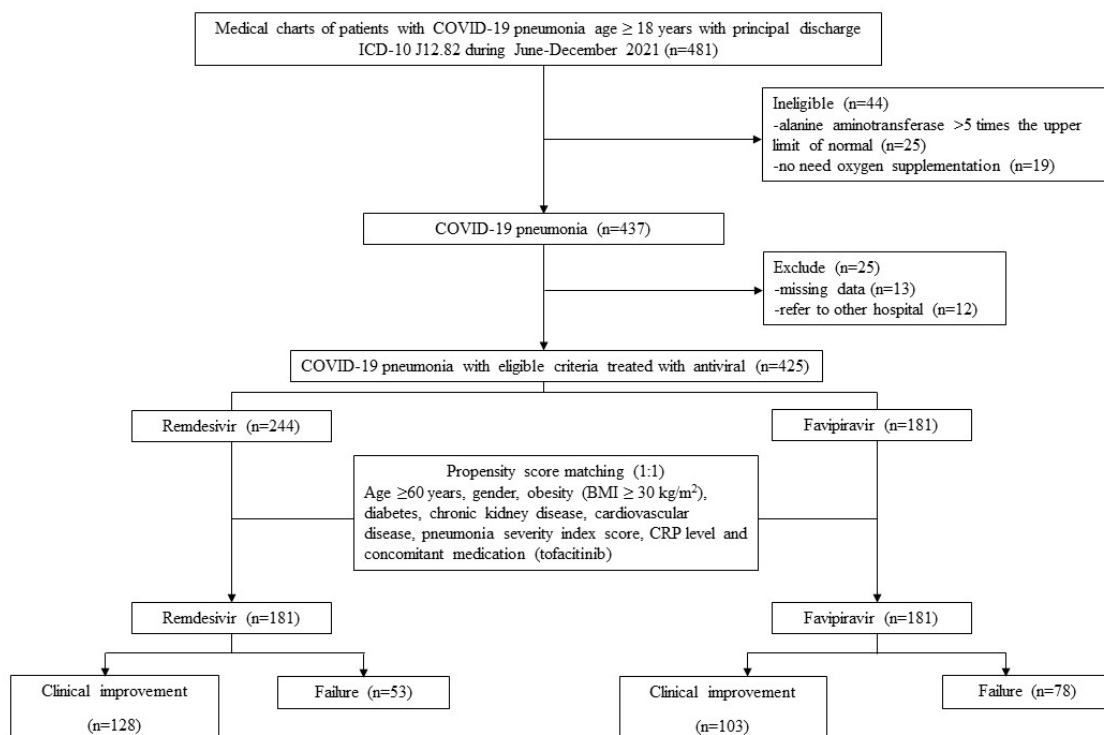 Medical charts of patients with COVID-19 pneumonia age ≥ 18 years with principal discharge
ICD-10 J12.82 during June-December 2021 (n=481)
Ineligible (n=44)
-alanine aminotransferase >5 times the upper
limit of normal (n=25)
-no need oxygen supplementation (n=19)
COVID-19 pneumonia (n=437)
Exclude (n=25)
-missing data (n=13)
-refer to other hospital (n=12)
COVID-19 pneumonia with eligible criteria treated with antiviral (n=425)
Remdesivir (n=244)
Favipiravir (n=181)
Propensity score matching (1:1)
Age ≥60 years, gender, obesity (BMI ≥ 30 kg/m²),
diabetes, chronic kidney disease, cardiovascular
disease, pneumonia severity index score, CRP level and
concomitant medication (tofacitinib)
Remdesivir (n=181)
Favipiravir (n=181)
Clinical improvement
(n=128)
Failure (n=53)
Clinical improvement
(n=103)
Failure (n=78)